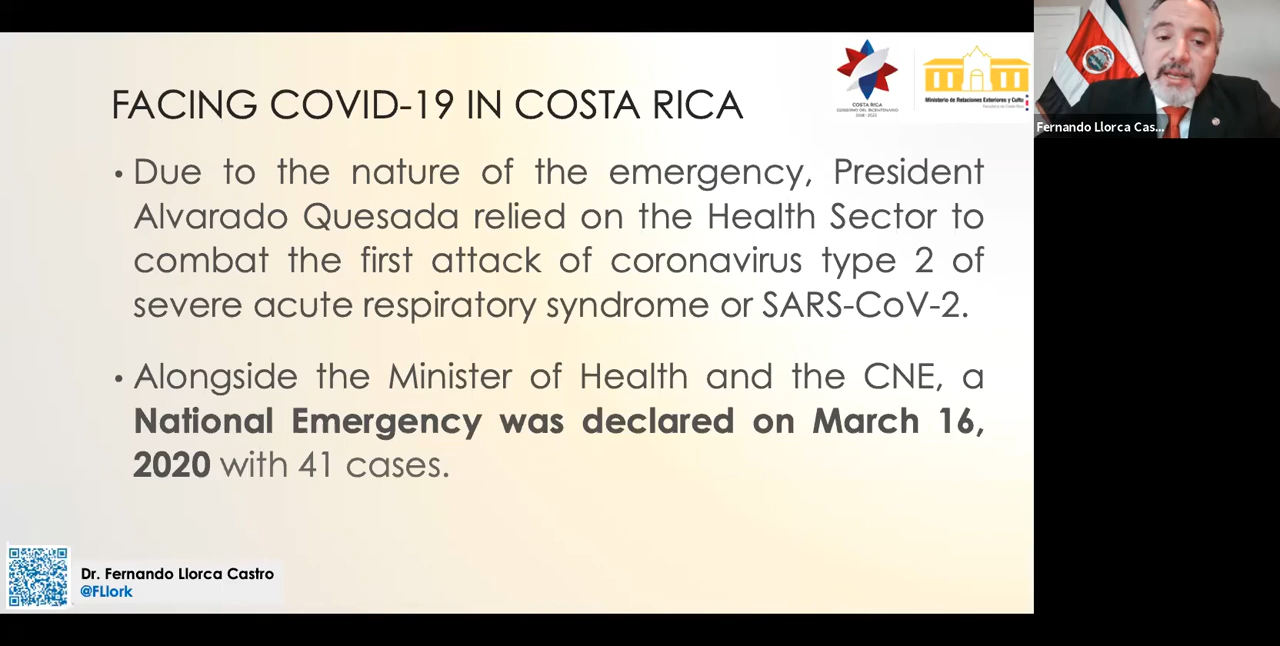 FACING COVID-19 IN COSTA RICA
COSTA RICA
Ministerio de Relaciones Exteriores y Culto
• Due to the nature of the emergency, President
Alvarado Quesada relied on the Health Sector to
combat the first attack of coronavirus type 2 of
severe acute respiratory syndrome or SARS-CoV-2.
• Alongside the Minister of Health and the CNE, a
National Emergency was declared on March 16,
2020 with 41 cases.
Dr. Fernando Llorca Castro
@FLlork
Fernando Llorca Cas...